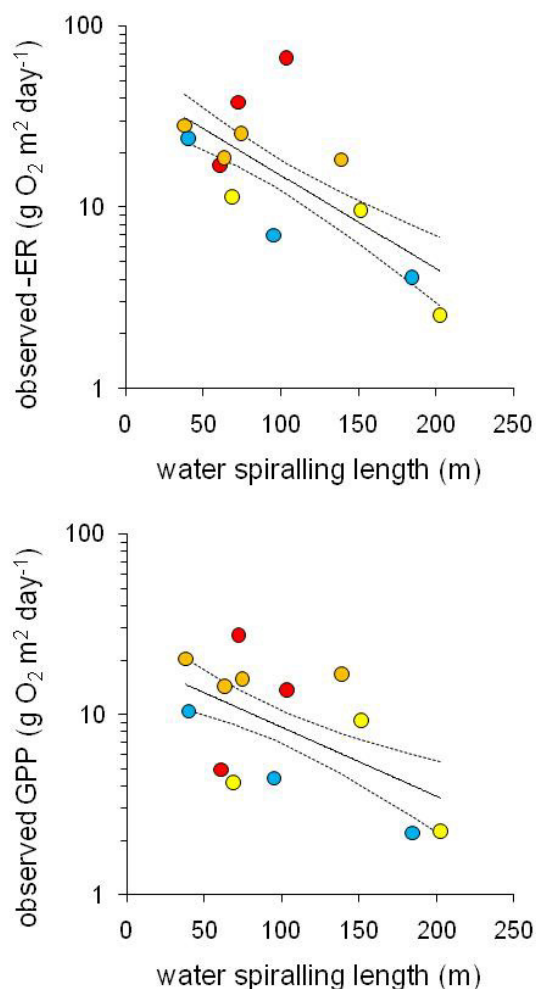 100
10
1
observed -ER (g O2 m2 day-1)
0 50 100 150 200 250
water spiralling length (m)
100
10
1
observed GPP (g O2 m2 day-1)
0 50 100 150 200 250
water spiralling length (m)